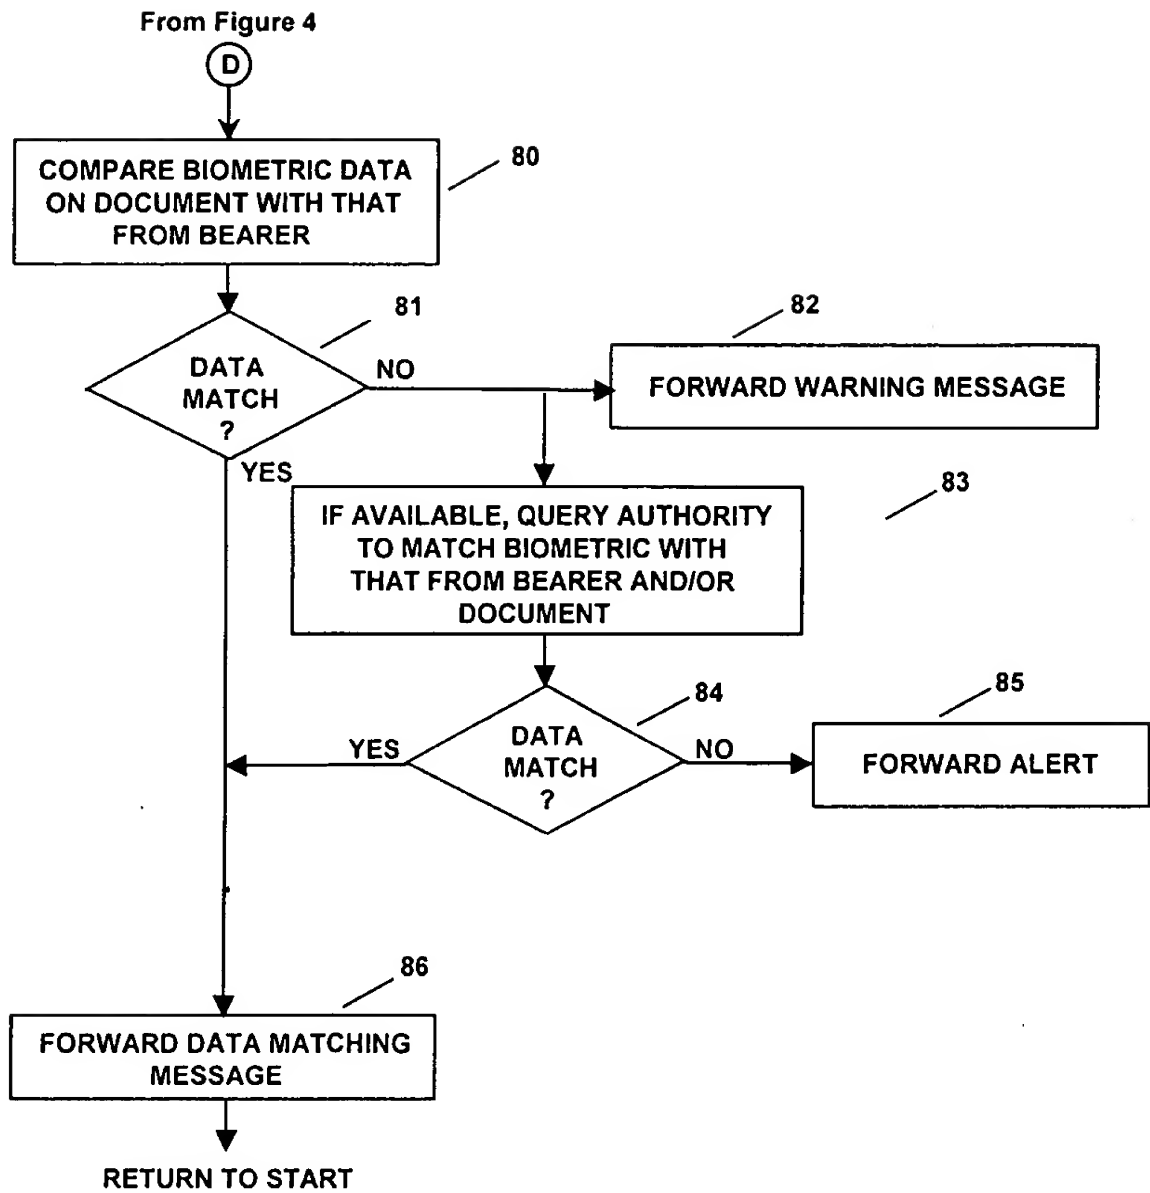 From Figure 4
D
COMPARE BIOMETRIC DATA
ON DOCUMENT WITH THAT
FROM BEARER
80
81
DATA
MATCH
?
NO
YES
82
FORWARD WARNING MESSAGE
83
IF AVAILABLE, QUERY AUTHORITY
TO MATCH BIOMETRIC WITH
THAT FROM BEARER AND/OR
DOCUMENT
84
DATA
MATCH
?
YES
NO
85
FORWARD ALERT
86
FORWARD DATA MATCHING
MESSAGE
RETURN TO START